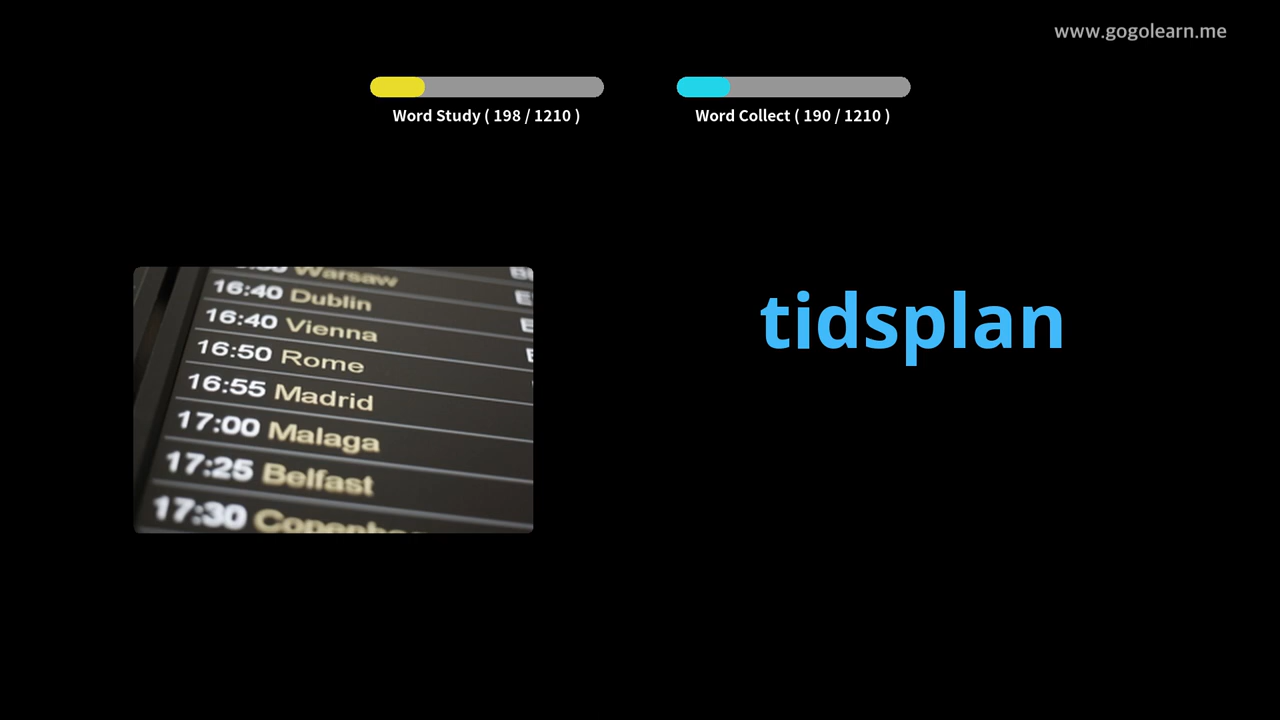 www.gogolearn.me
Word Study ( 198 / 1210 )
Word Collect ( 190 / 1210 )
Warsaw
16:40 Dublin
16:40 Vienna
16:50 Rome
16:55 Madrid
17:00 Malaga
17:25 Belfast
17:30
tidsplan